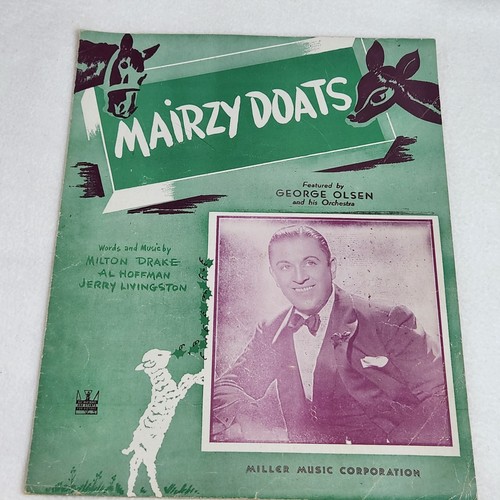 MAIRZY DOATS
Featured by
GEORGE OLSEN
and his Orchestra
Words and Music by
MILTON DRAKE
AL HOFFMAN
JERRY LIVINGSTON
MILLER MUSIC CORPORATION